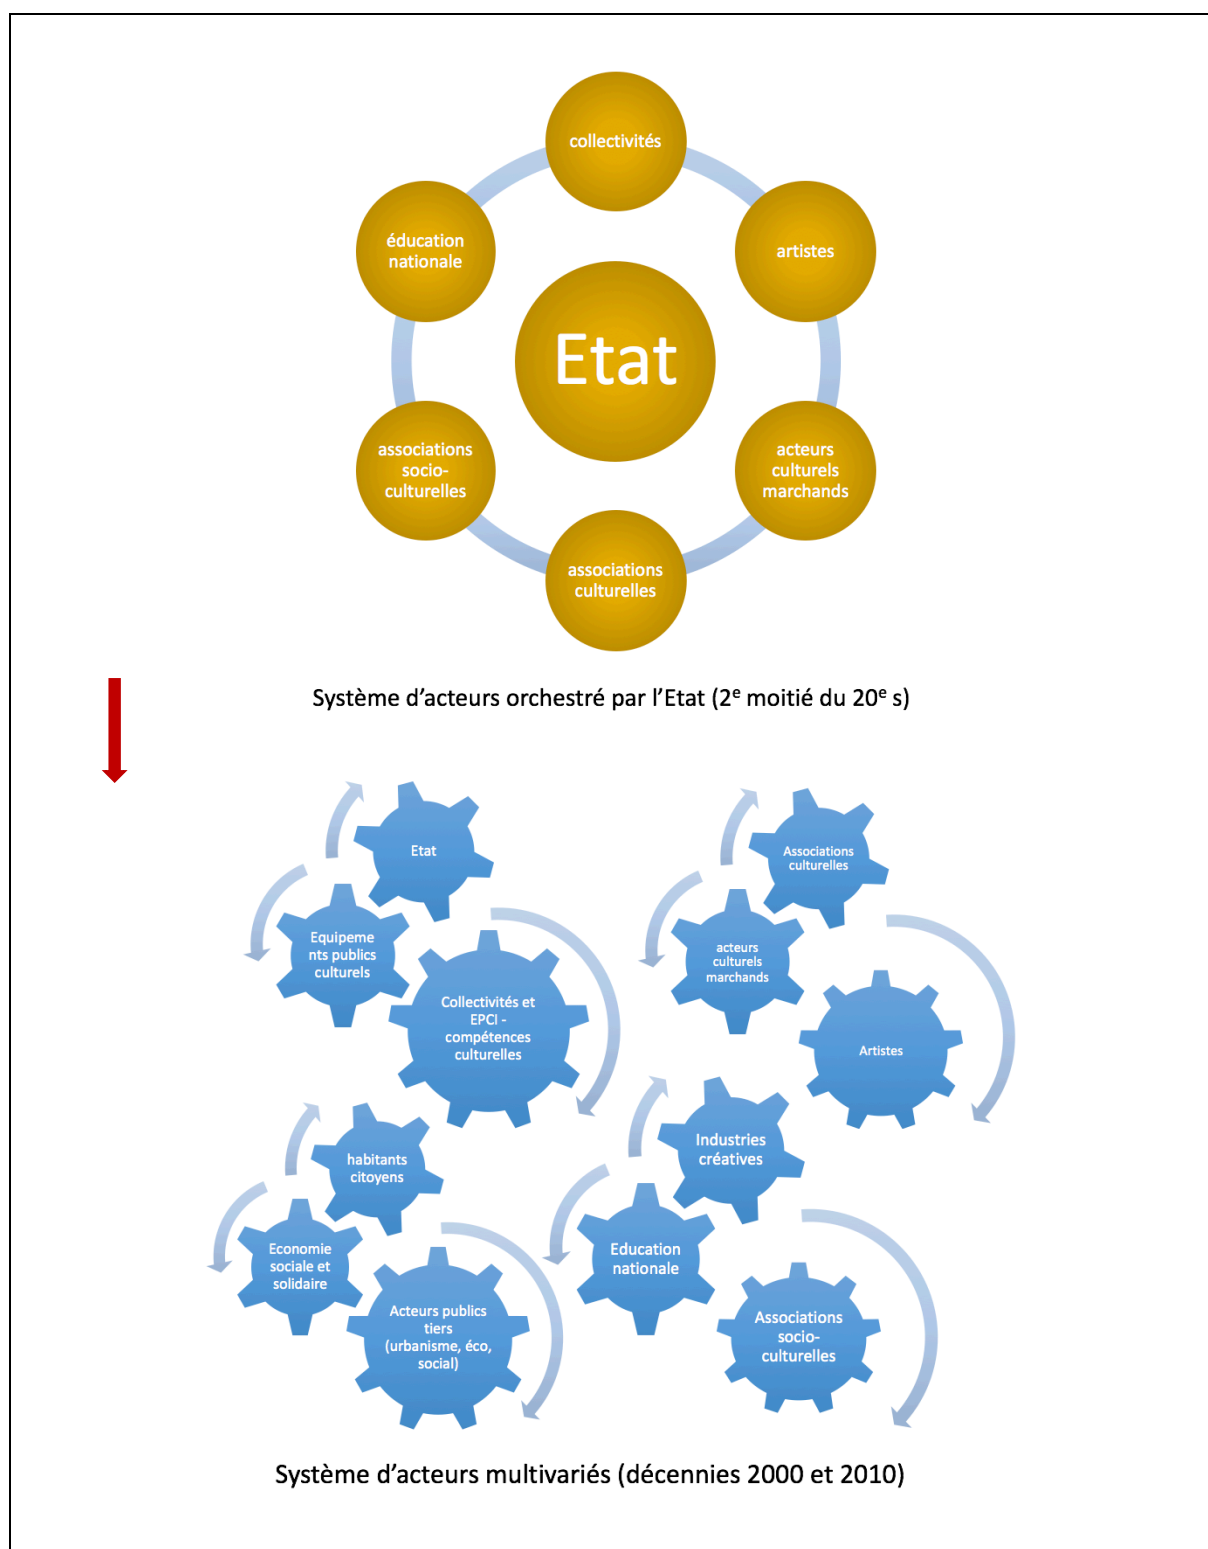 collectivités
éducation
nationale
artistes
Etat
associations
socio-
culturelles
acteurs
culturels
marchands
associations
culturelles
Système d’acteurs orchestré par l’Etat (2e moitié du 20e s)
Etat
Equipeme
nts publics
culturels
Collectivités et
EPCI -
compétences
culturelles
Associations
culturelles
acteurs
culturels
marchands
Artistes
habitants
citoyens
Economie
sociale et
solidaire
Acteurs publics
tiers
(urbanisme, éco,
social)
Industries
créatives
Education
nationale
Associations
socio-
culturelles
Système d’acteurs multivariés (décennies 2000 et 2010)